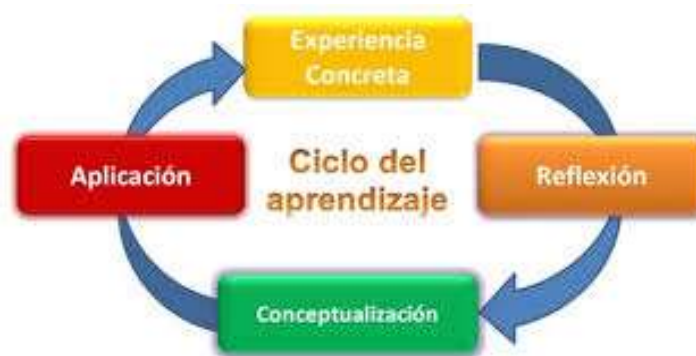 Experiencia
Concreta
Aplicación
Ciclo del
aprendizaje
Reflexión
Conceptualización